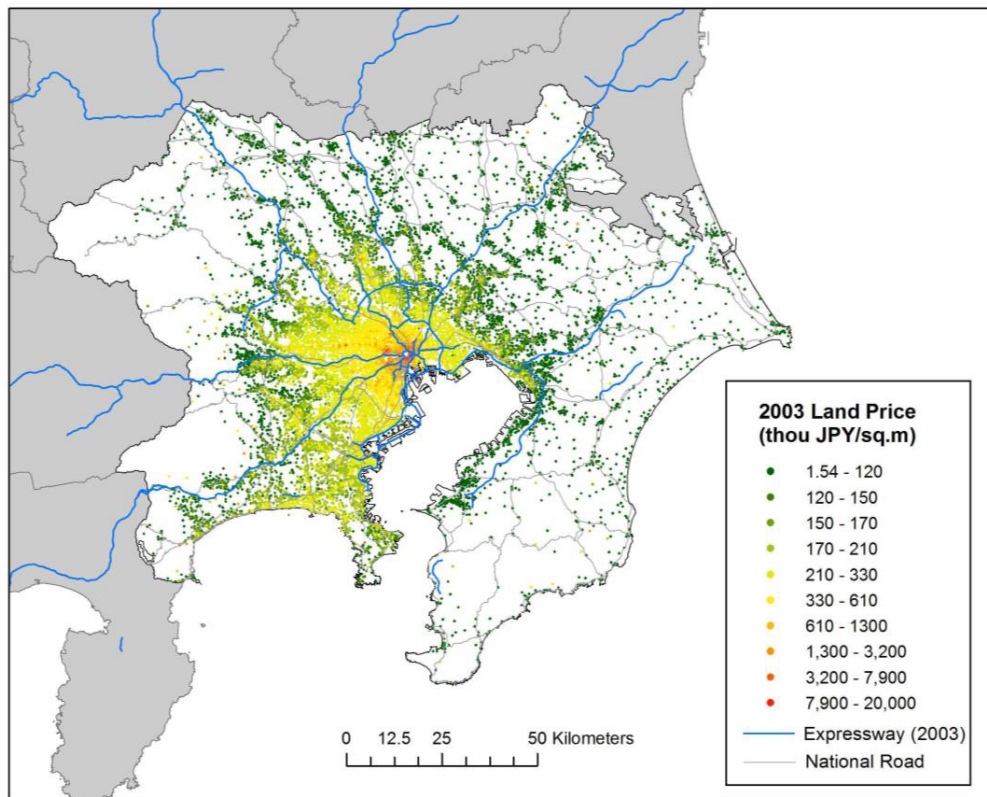 2003 Land Price
(thou JPY/sq.m)
1.54 - 120
120 - 150
150 - 170
170 - 210
210 - 330
330 - 610
610 - 1300
1,300 - 3,200
3,200 - 7,900
7,900 - 20,000
Expressway (2003)
National Road
0 12.5 25 50 Kilometers